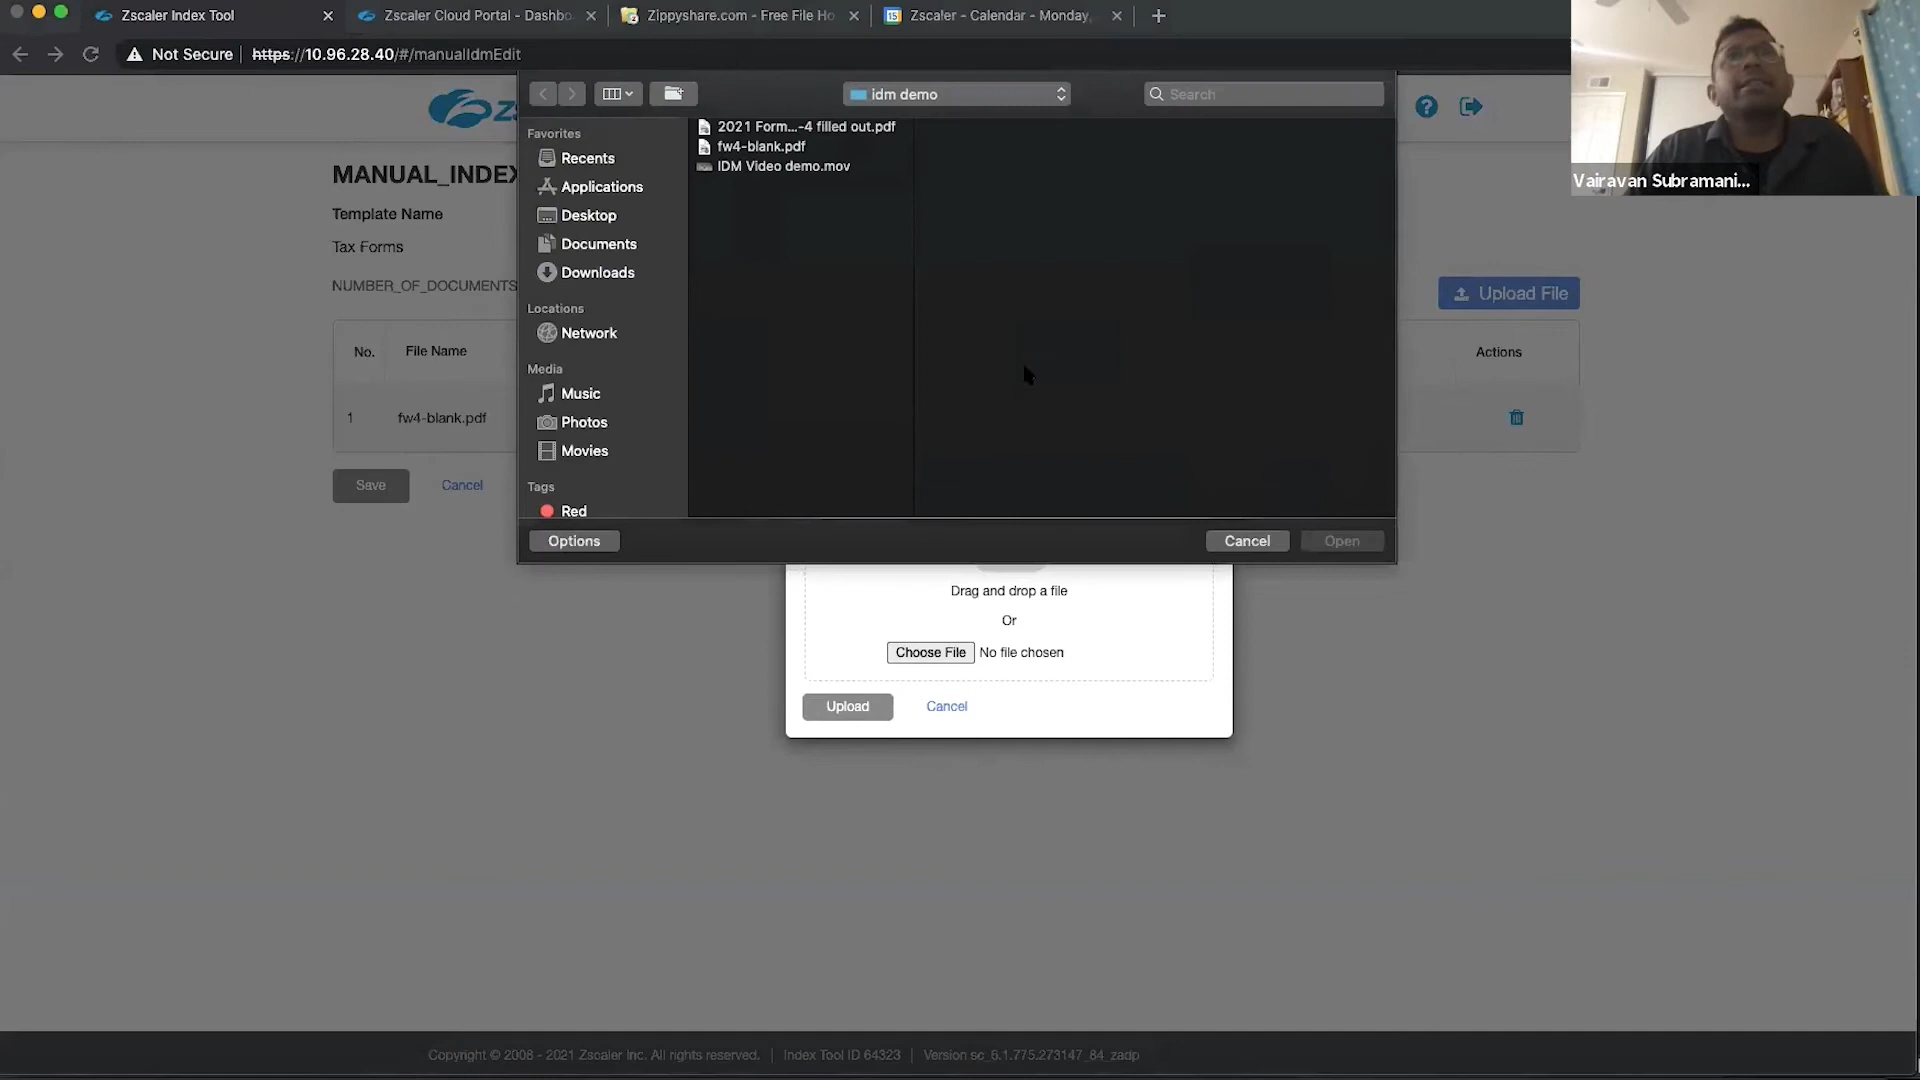 Zscaler Index Tool
Zscaler Cloud Portal - Dashbo
Zippyshare.com - Free File Ho
15 Zscaler - Calendar - Monday,
Not Secure https://10.96.28.40/#/manualIdmEdit
idm demo
Search
Vairavan Subramani...
Favorites
Recents
Applications
Desktop
Documents
Downloads
Locations
Network
Media
Music
Photos
Movies
Tags
Red
2021 Form...-4 filled out.pdf
fw4-blank.pdf
IDM Video demo.mov
Options
Cancel
Open
MANUAL_INDEX
Template Name
Tax Forms
NUMBER_OF_DOCUMENTS
Upload File
No. File Name Actions
1 fw4-blank.pdf
Save Cancel
Drag and drop a file
Or
Choose File No file chosen
Upload Cancel
Copyright © 2008 - 2021 Zscaler Inc. All rights reserved. | Index Tool ID 64323 | Version sc_6.1.775.273147_84_zadp